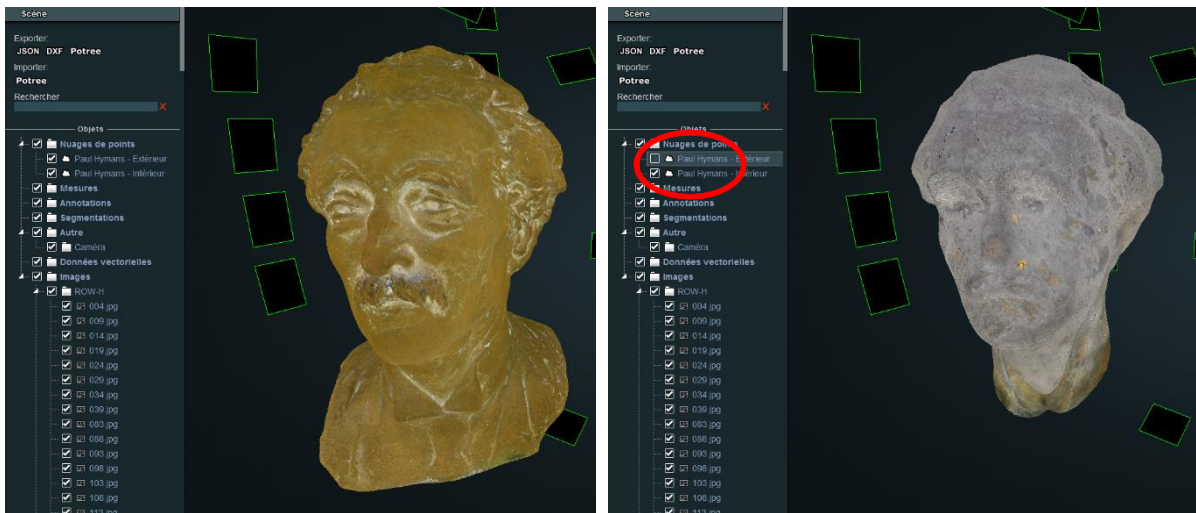 Scène
Exporter:
JSON DXF Potree
Importer:
Potree
Rechercher
X
Objets
Nuages de points
Paul Hymans - Extérieur
Paul Hymans - Intérieur
Mesures
Annotations
Segmentations
Autre
Caméra
Données vectorielles
Images
ROW-H
004.jpg
009.jpg
014.jpg
019.jpg
024.jpg
029.jpg
034.jpg
039.jpg
083.jpg
088.jpg
093.jpg
098.jpg
103.jpg
108.jpg
113.jpg
Scène
Exporter:
JSON DXF Potree
Importer:
Potree
Rechercher
X
Objets
Nuages de points
Paul Hymans - Extérieur
Paul Hymans - Intérieur
Mesures
Annotations
Segmentations
Autre
Caméra
Données vectorielles
Images
ROW-H
004.jpg
009.jpg
014.jpg
019.jpg
024.jpg
029.jpg
034.jpg
039.jpg
083.jpg
088.jpg
093.jpg
098.jpg
103.jpg
108.jpg
113.jpg